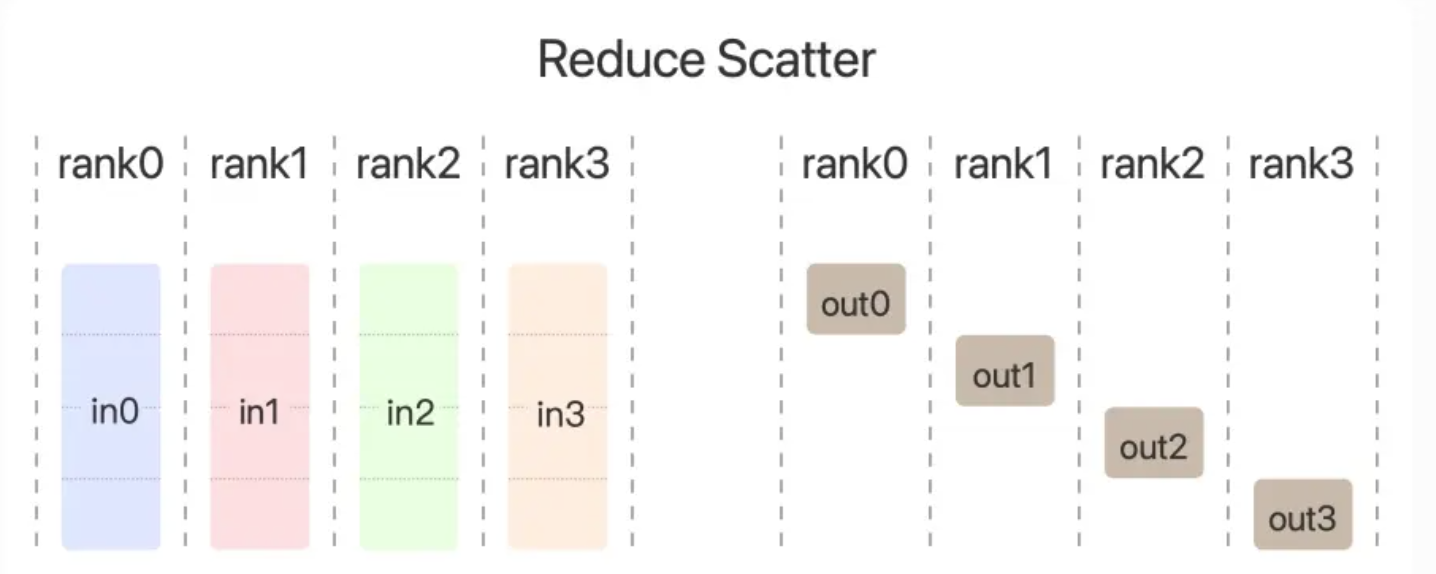 Reduce Scatter
rank0 rank1 rank2 rank3 rank0 rank1 rank2 rank3
out0
out1
in0 in1 in2 in3
out2
out3